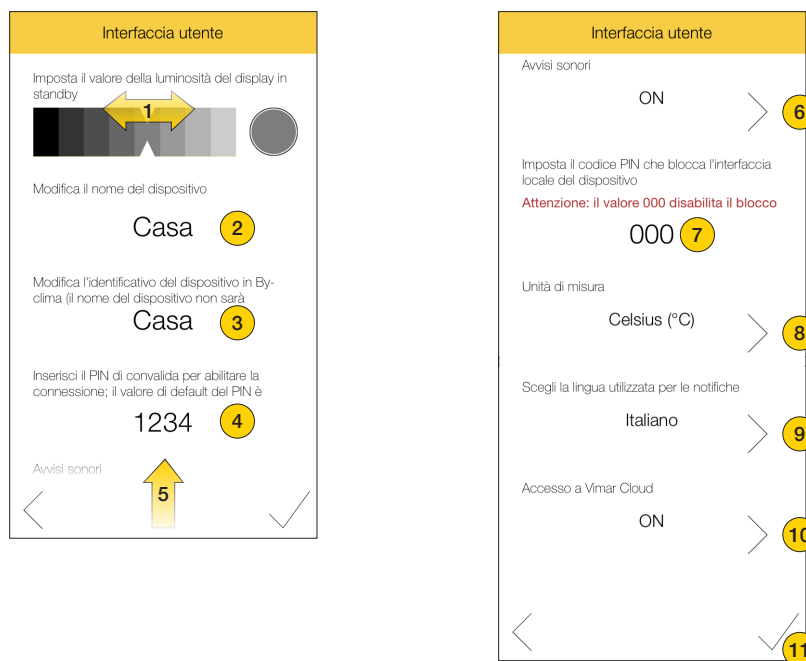 Interfaccia utente
Imposta il valore della luminosità del display in
standby
1
Modifica il nome del dispositivo
Casa 2
Modifica l'identificativo del dispositivo in By-
clima (il nome del dispositivo non sarà
Casa 3
Inserisci il PIN di convalida per abilitare la
connessione; il valore di default del PIN è
1234 4
Avvisi sonori
5
Interfaccia utente
Avvisi sonori
ON
6
Imposta il codice PIN che blocca l'interfaccia
locale del dispositivo
Attenzione: il valore 000 disabilita il blocco
000 7
Unità di misura
Celsius (°C)
8
Scegli la lingua utilizzata per le notifiche
Italiano
9
Accesso a Vimar Cloud
ON
10
11